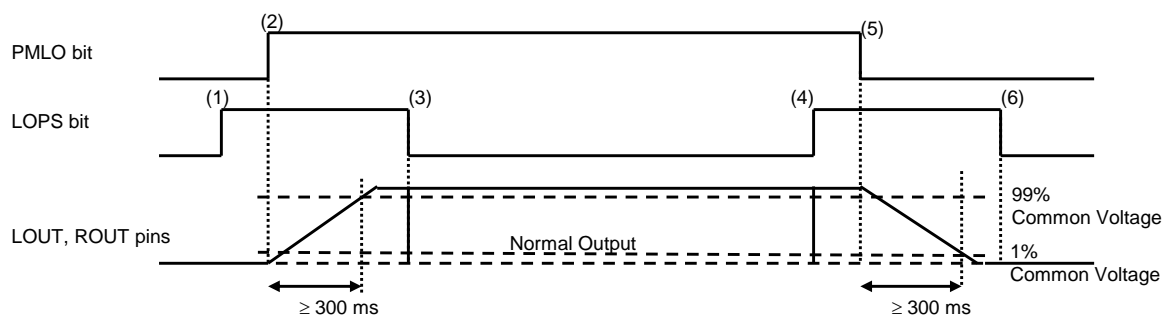 (2)
(5)
PMLO bit
(1)
(3)
(4)
(6)
LOPS bit
99%
Common Voltage
LOUT, ROUT pins
Normal Output
1%
Common Voltage
≥ 300 ms
≥ 300 ms